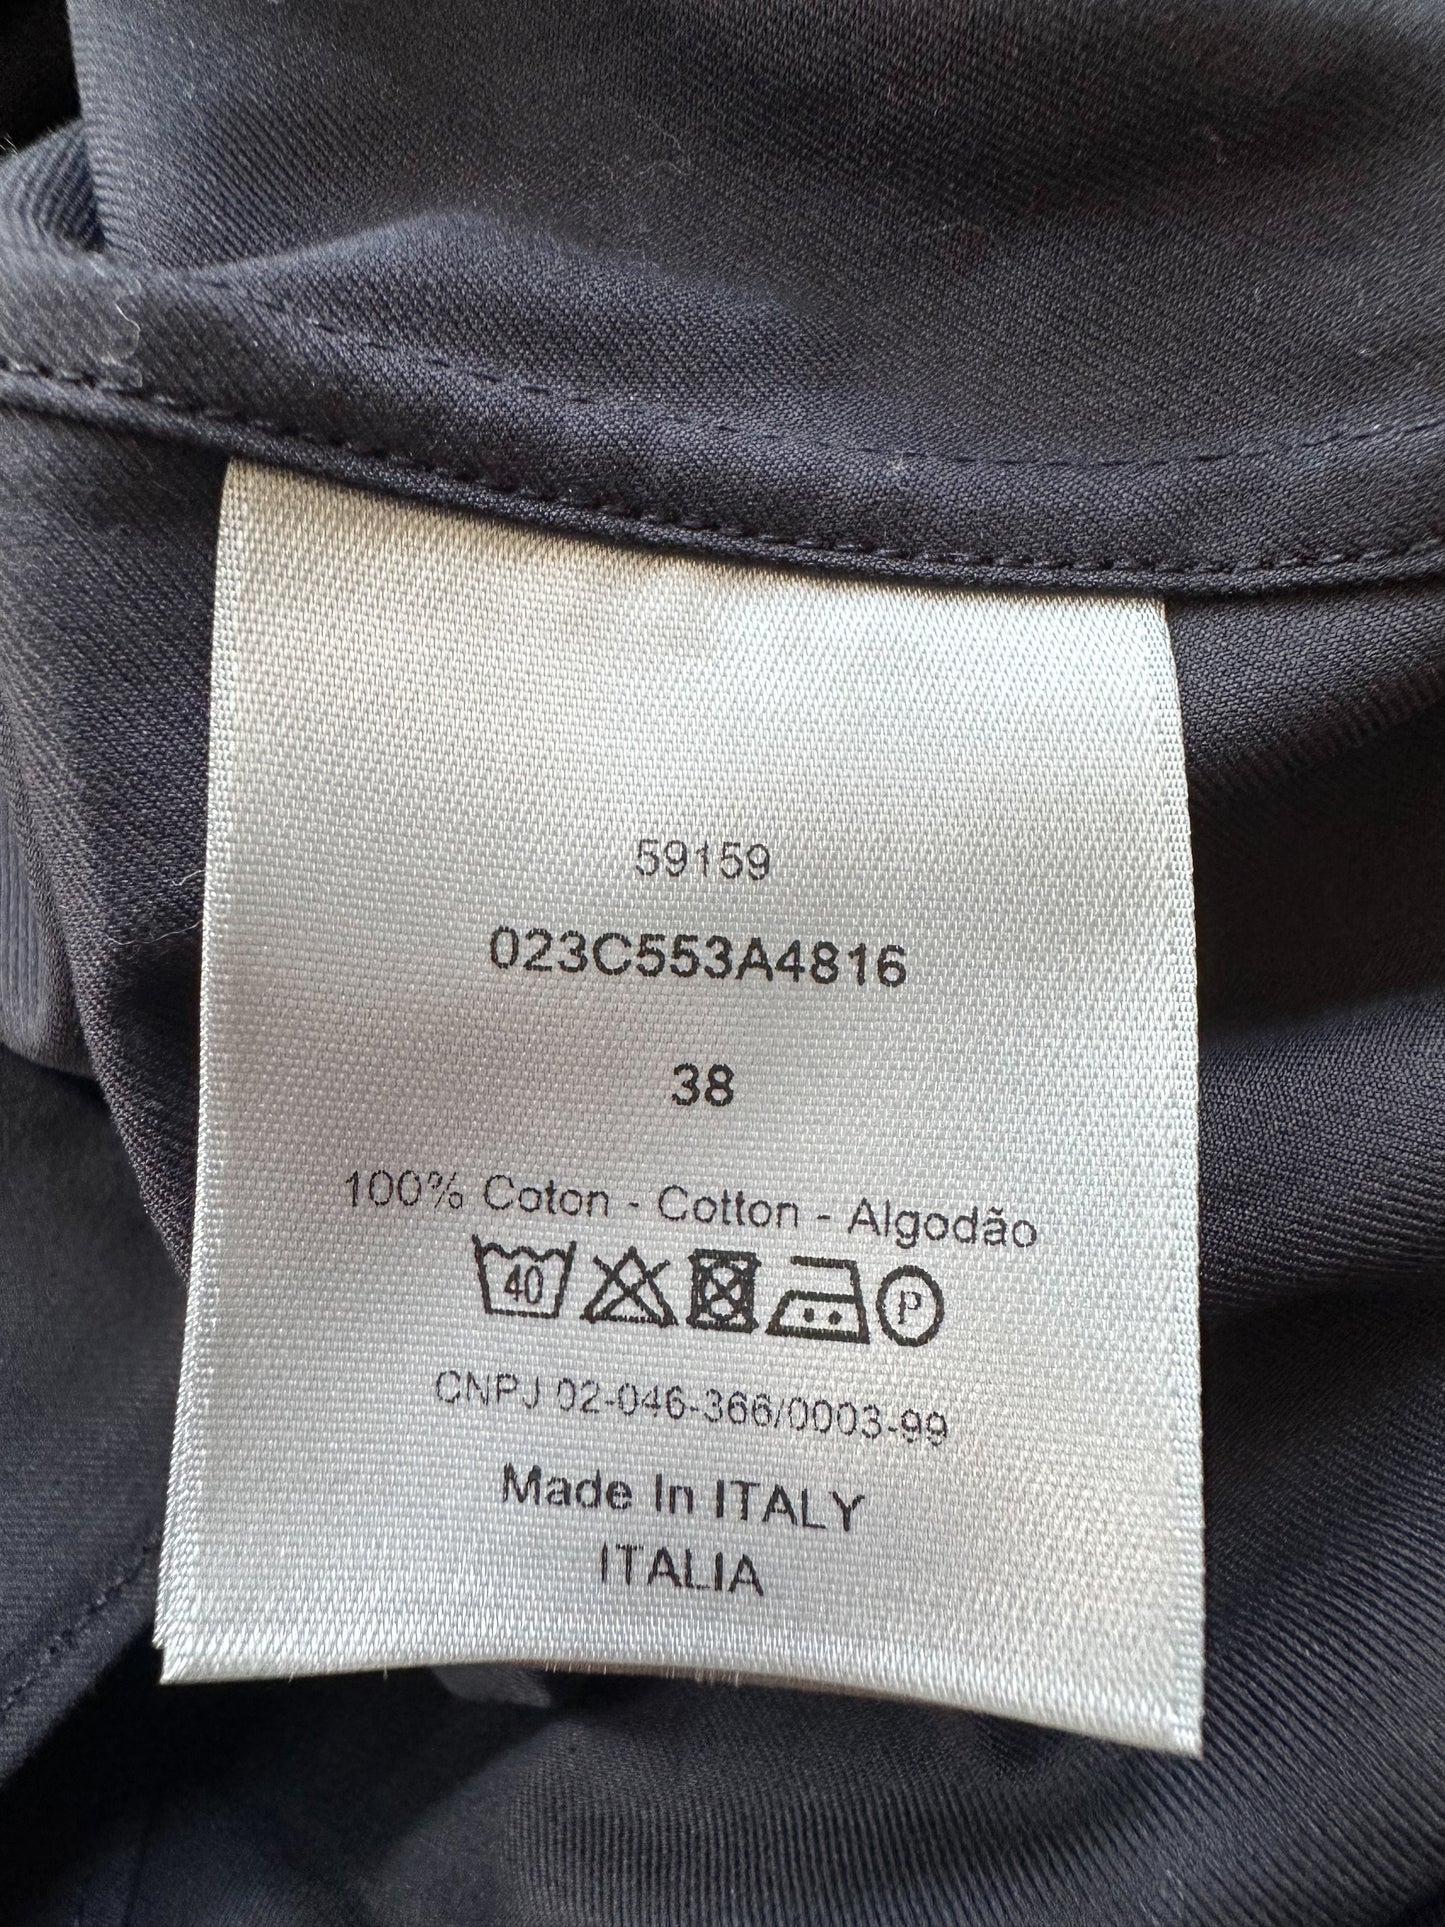 59159
023C553A4816
38
100% Coton - Cotton - Algodão
40 P
CNPJ 02-046-366/0003-99
Made In ITALY
ITALIA